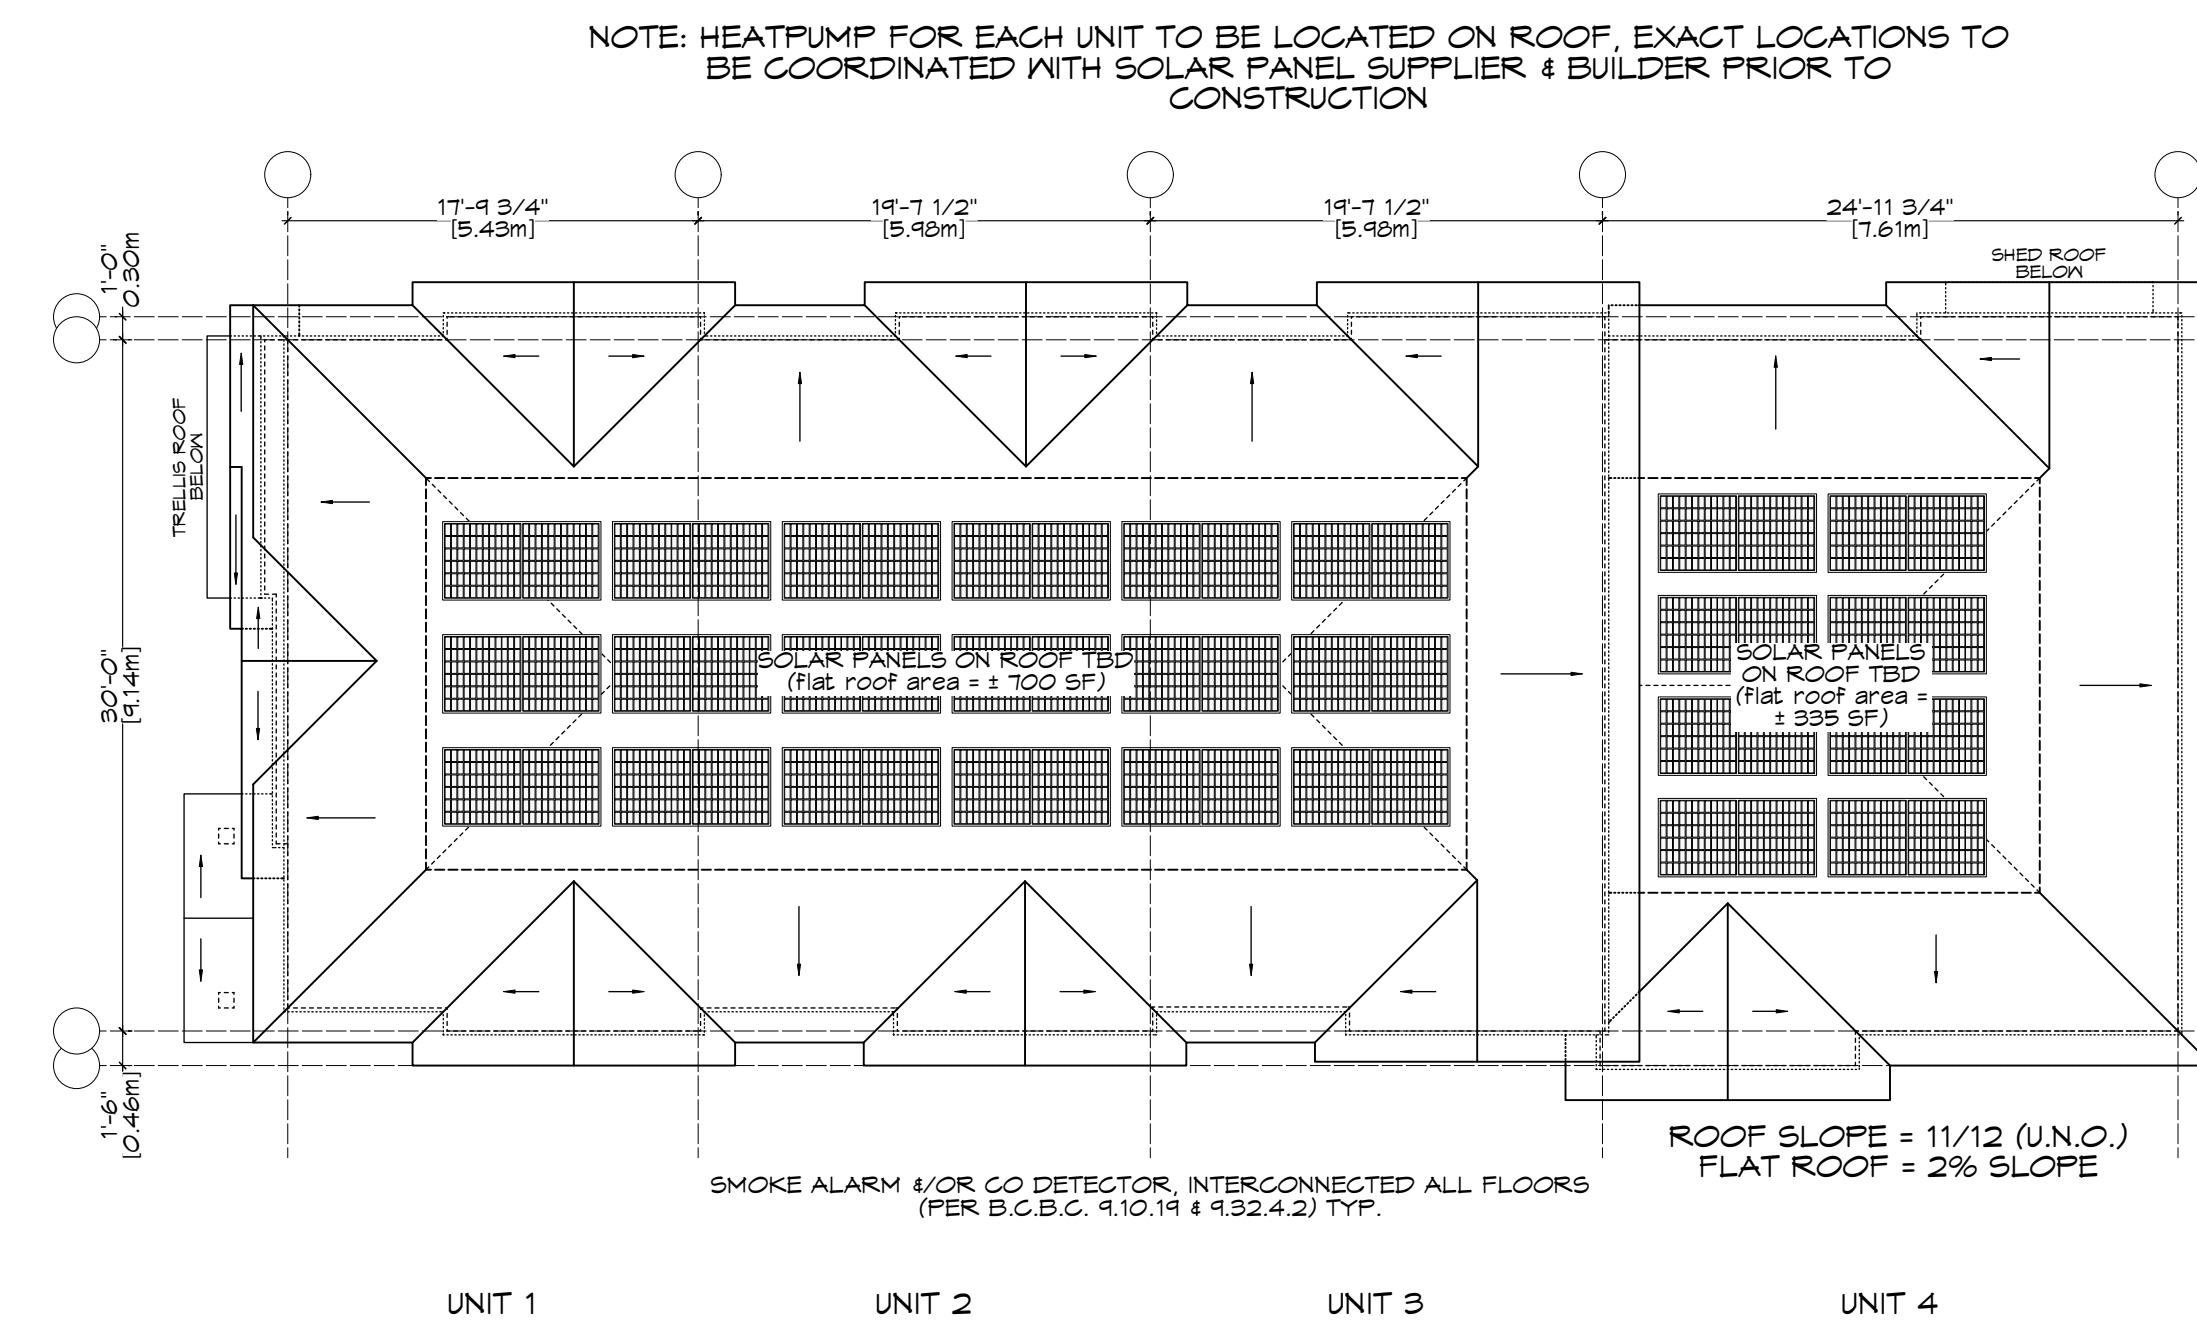 NOTE: HEATPUMP FOR EACH UNIT TO BE LOCATED ON ROOF, EXACT LOCATIONS TO
BE COORDINATED WITH SOLAR PANEL SUPPLIER & BUILDER PRIOR TO
CONSTRUCTION
17'-9 3/4"
[5.43m]
19'-7 1/2"
[5.98m]
19'-7 1/2"
[5.98m]
24'-11 3/4"
[7.61m]
1'-0"
0.30m
SHED ROOF
BELOW
TRELLIS ROOF
BELOW
30'-0"
[9.14m]
SOLAR PANELS ON ROOF TBD
(flat roof area = ± 700 SF)
SOLAR PANELS
ON ROOF TBD
(flat roof area =
± 335 SF)
1'-6"
[0.46m]
ROOF SLOPE = 11/12 (U.N.O.)
FLAT ROOF = 2% SLOPE
SMOKE ALARM &/OR CO DETECTOR, INTERCONNECTED ALL FLOORS
(PER B.C.B.C. 9.10.19 & 9.32.4.2) TYP.
UNIT 1
UNIT 2
UNIT 3
UNIT 4